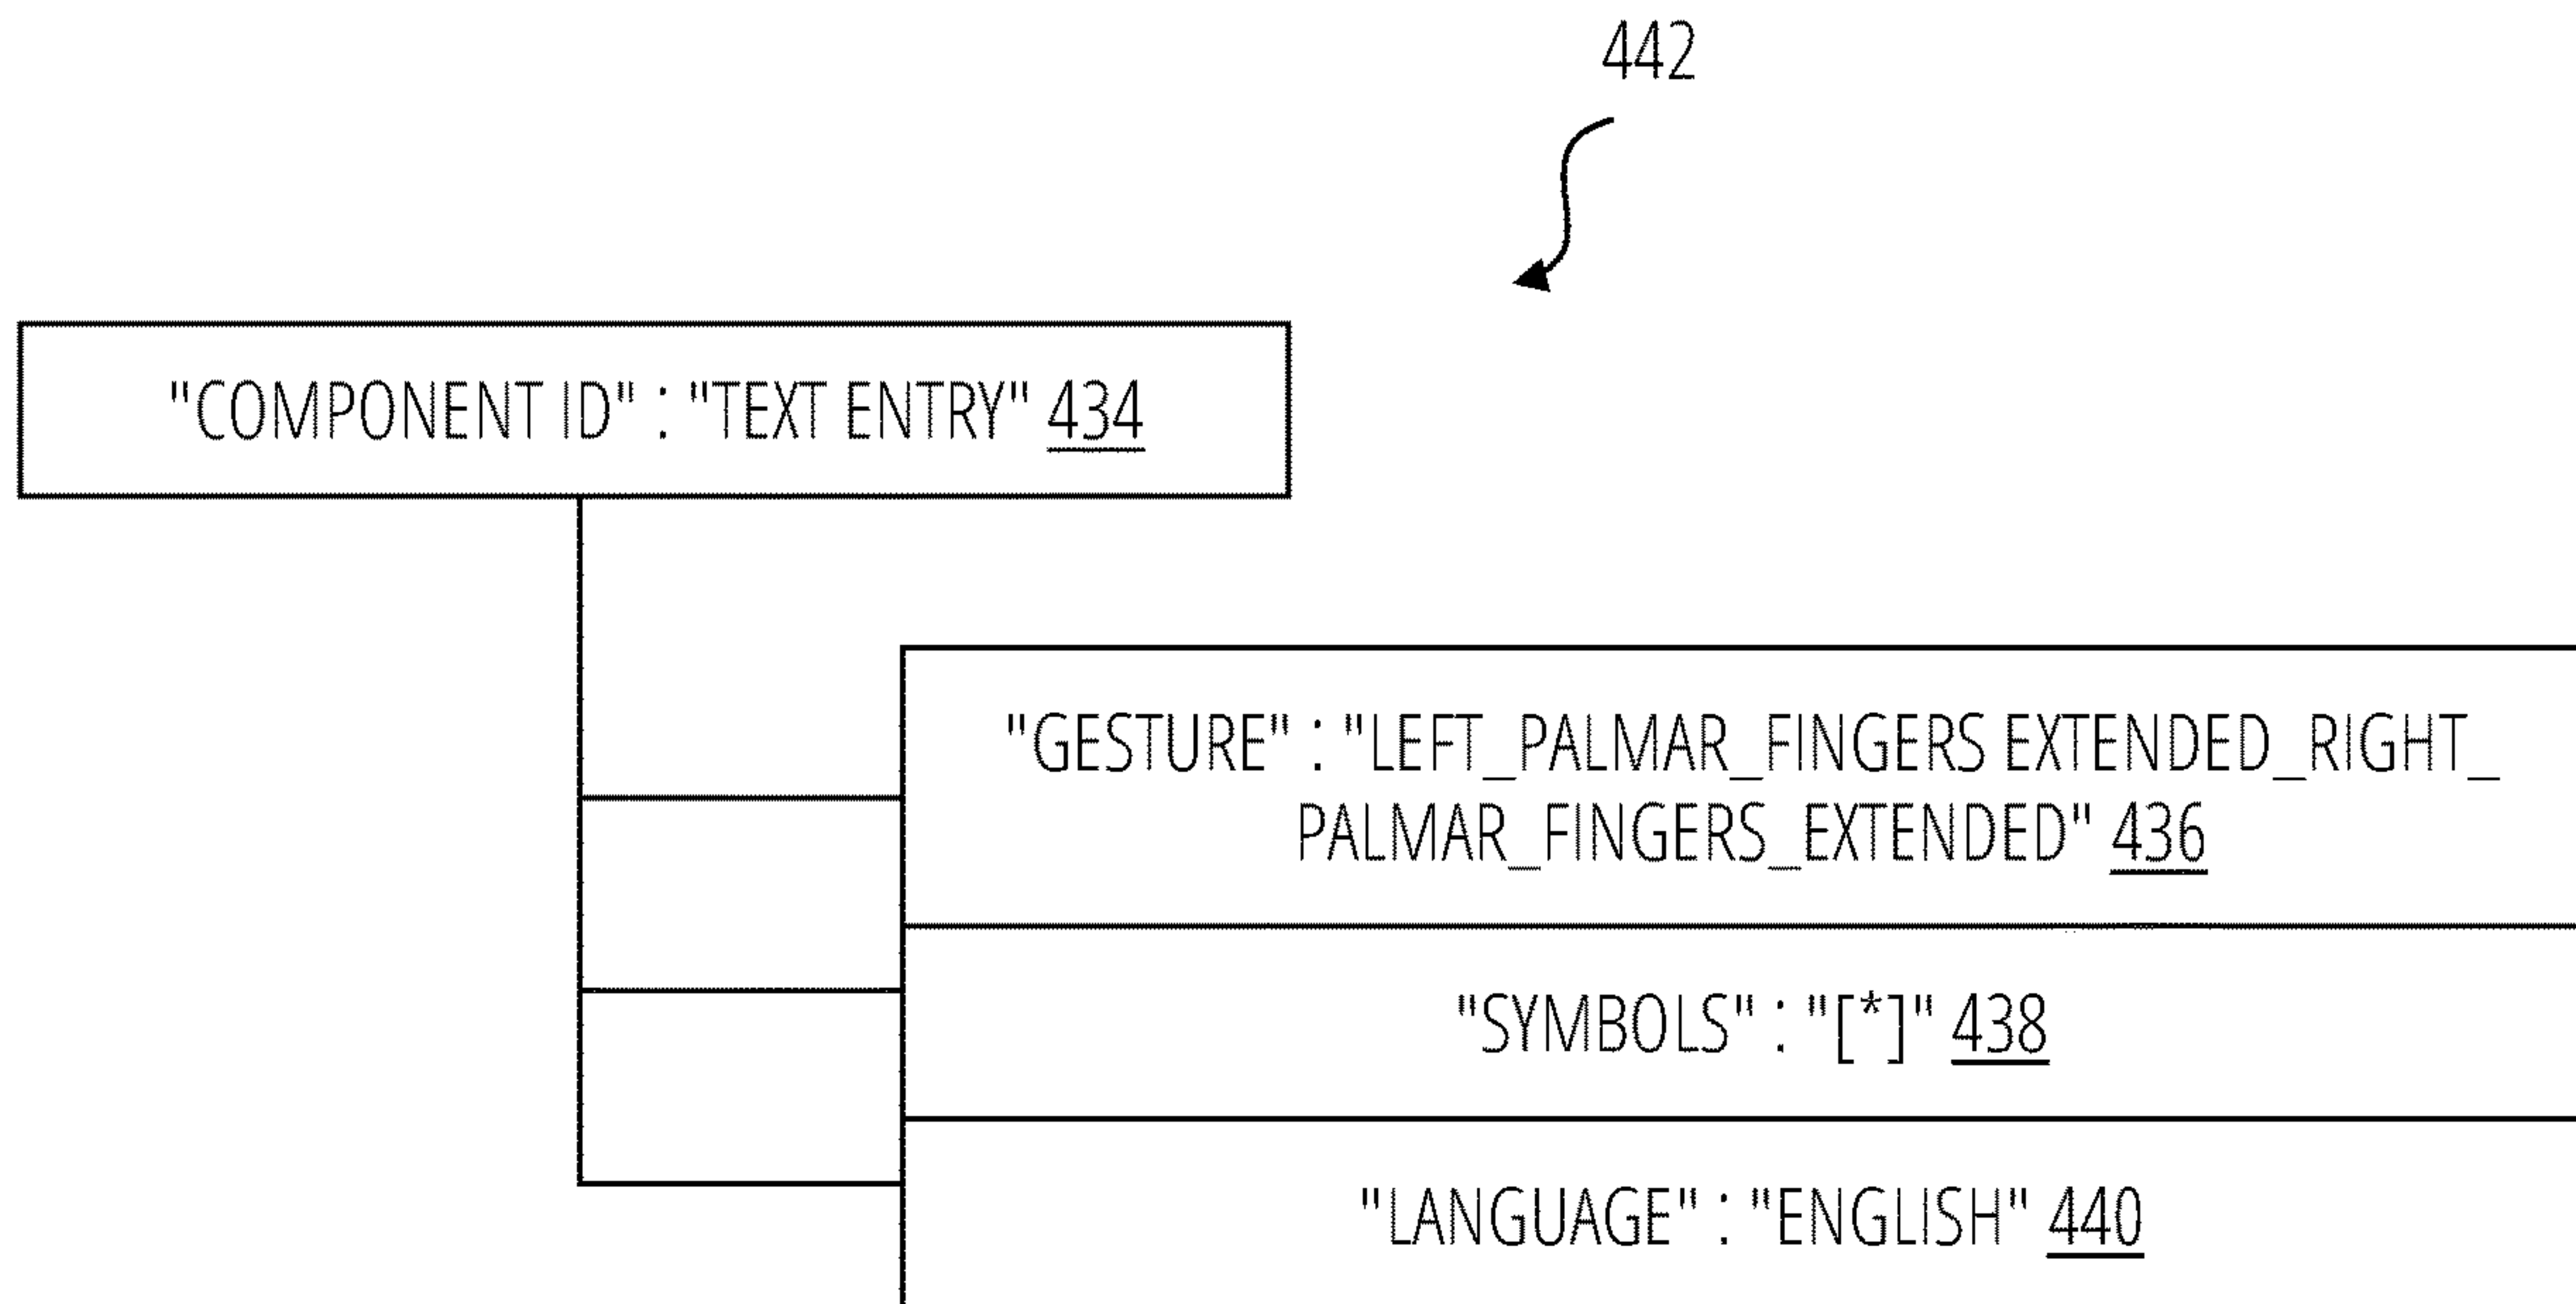 442
"COMPONENT ID" : "TEXT ENTRY" 434
"GESTURE" : "LEFT_PALMAR_FINGERS EXTENDED_RIGHT_
PALMAR_FINGERS_EXTENDED" 436
"SYMBOLS" : "[*]" 438
"LANGUAGE" : "ENGLISH" 440